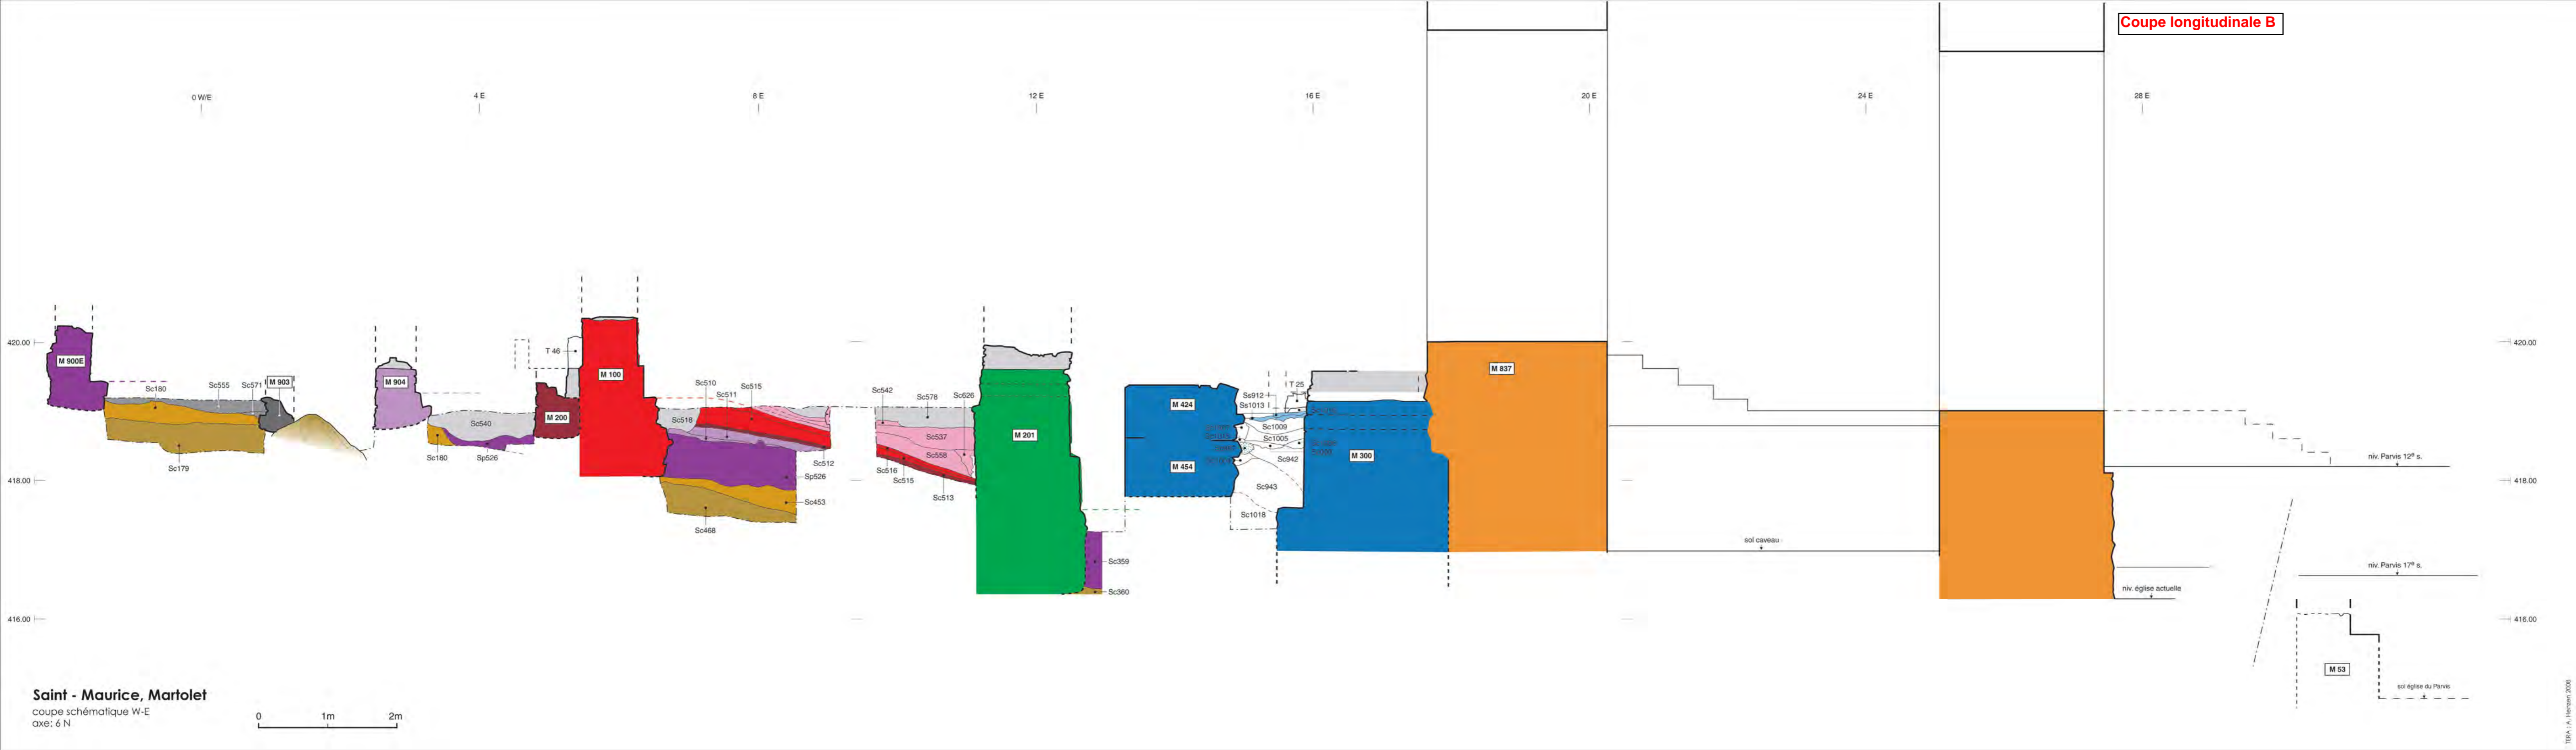 Coupe longitudinale B
0 W/E
4 E
8 E
12 E
16 E
20 E
24 E
28 E
420.00
418.00
416.00
420.00
418.00
416.00
M 900E
Sc180
Sc555
Sc571
M 903
Sc179
M 904
Sc540
Sc180
Sp526
T 46
M 200
M 100
Sc510
Sc511
Sc515
Sc518
Sc512
Sp526
Sc453
Sc468
Sc542
Sc578
Sc626
Sc537
Sc558
Sc516
Sc515
Sc513
M 201
Sc359
Sc360
M 424
M 454
Ss912
Ss1013
T 25
Sc1009
Sc1005
Sc942
Sc943
Sc1018
M 300
M 837
sol caveau
niv. Parvis 12e s.
niv. Parvis 17e s.
niv. église actuelle
M 53
sol église du Parvis
Saint - Maurice, Martolet
coupe schématique W-E
axe: 6 N
0 1m 2m
TERA : A. Hensen 2006